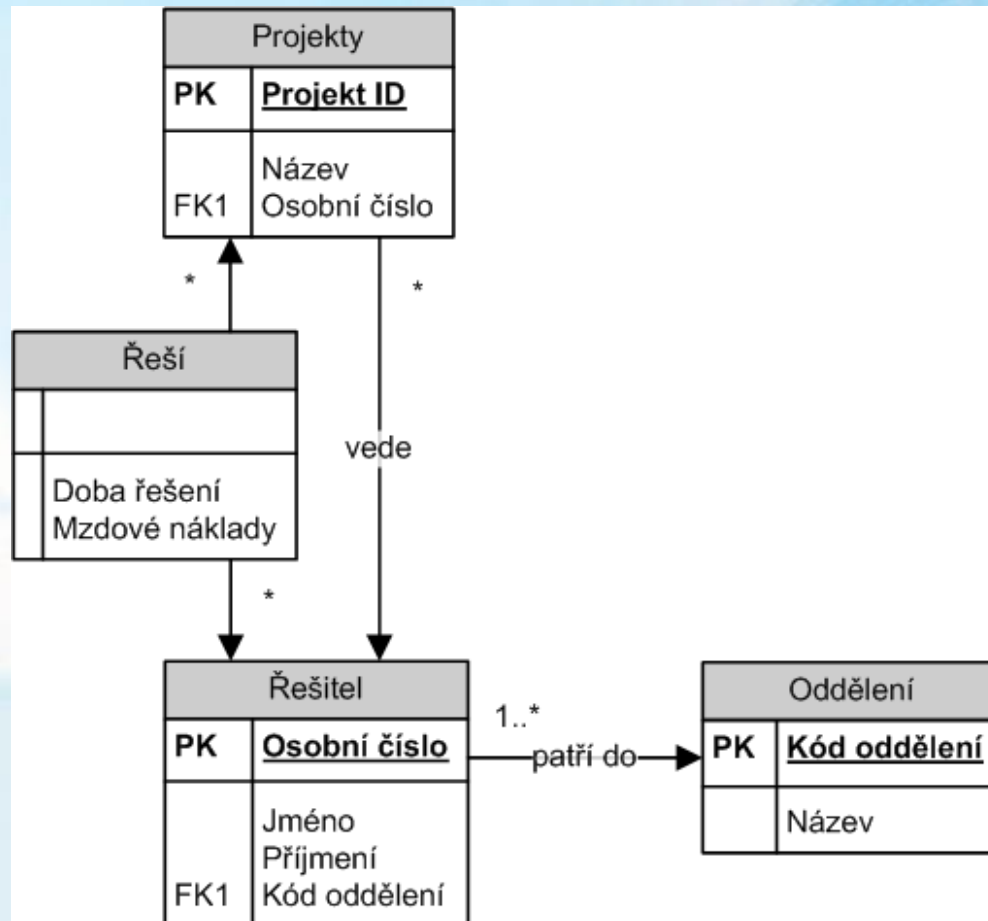 Projekty
PK Projekt ID
Název
FK1 Osobní číslo
* *
Řeší
Doba řešení
Mzdové náklady
vede
*
Řešitel
PK Osobní číslo
Jméno
Příjmení
FK1 Kód oddělení
1..*
patří do
Oddělení
PK Kód oddělení
Název